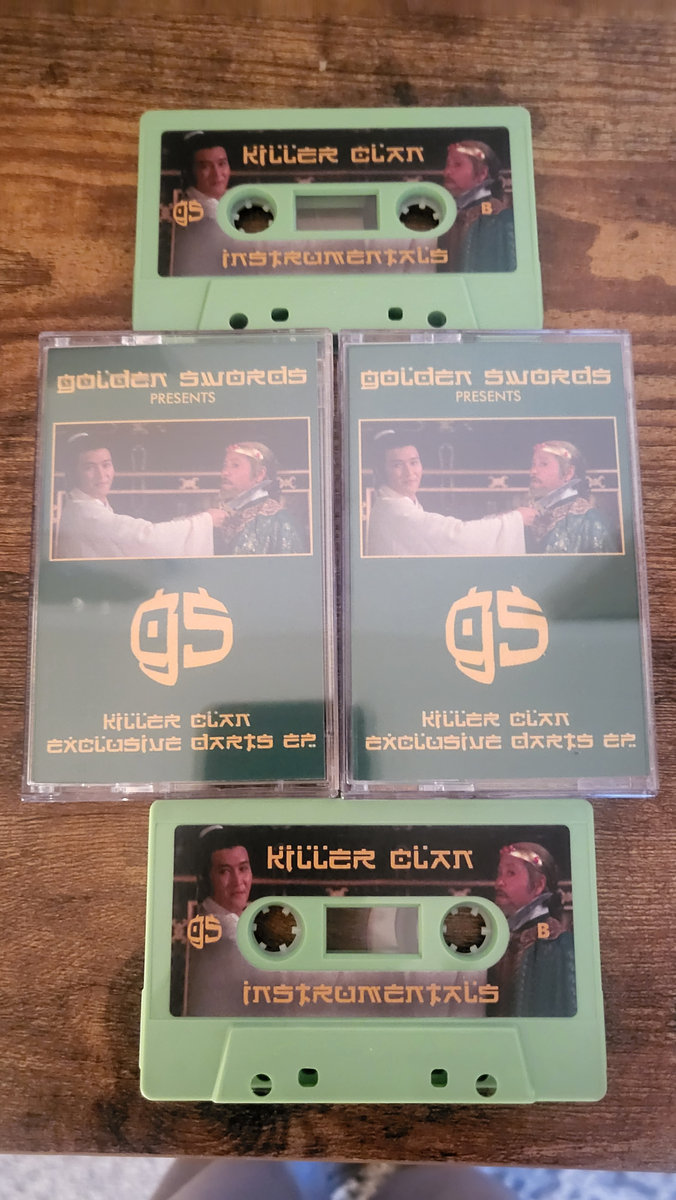 KILLER CLAN
gs
B
INSTRUMENTALS
GOLDEN SWORDS
PRESENTS
gs
KILLER CLAN
EXCLUSIVE DARTS EP.
GOLDEN SWORDS
PRESENTS
gs
KILLER CLAN
EXCLUSIVE DARTS EP.
KILLER CLAN
gs
B
INSTRUMENTALS